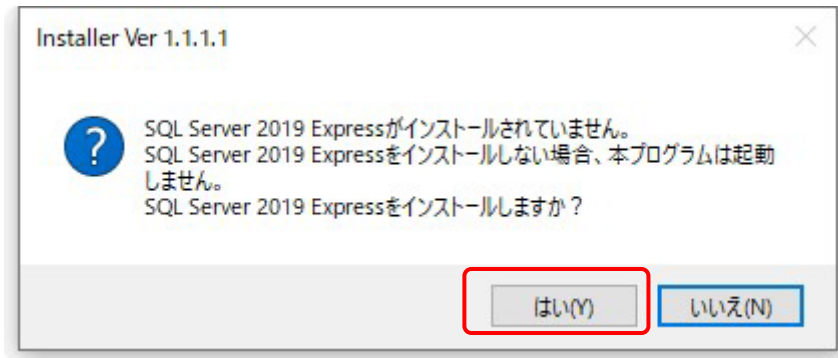 Installer Ver 1.1.1.1
SQL Server 2019 Expressがインストールされていません。
SQL Server 2019 Expressをインストールしない場合、本プログラムは起動
しません。
SQL Server 2019 Expressをインストールしますか？
はい(Y)
いいえ(N)